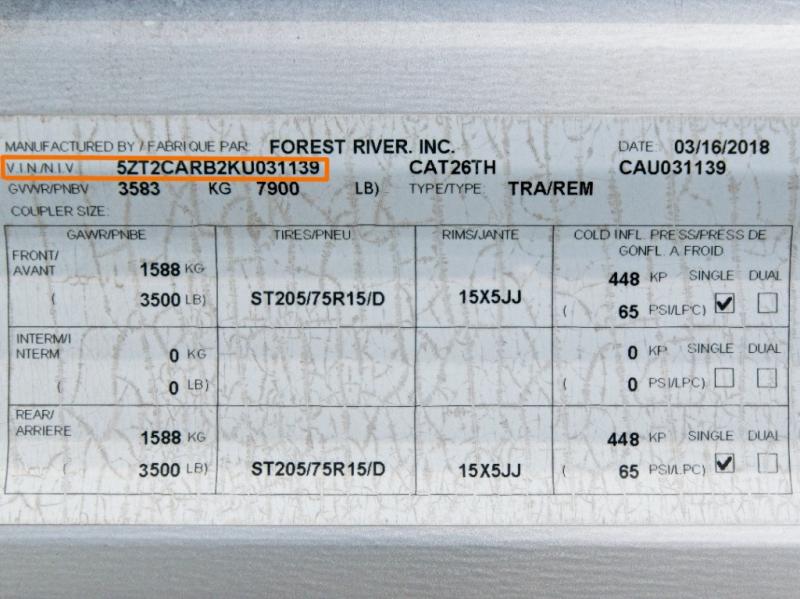 MANUFACTURED BY / FABRIQUE PAR: FOREST RIVER. INC. DATE: 03/16/2018
V.I.N./N.I.V. 5ZT2CARB2KU031139 CAT26TH CAU031139
GVWR/PNBV 3583 KG 7900 LB) TYPE/TYPE: TRA/REM
COUPLER SIZE:
GAWR/PNBE TIRES/PNEU RIMS/JANTE COLD INFL. PRESS/PRESS DE
GONFL. A FROID
FRONT/
AVANT 1588 KG 448 KP SINGLE DUAL
( 3500 LB) ST205/75R15/D 15X5JJ ( 65 PSI/LPC)
INTERM/I
NTERM 0 KG 0 KP SINGLE DUAL
( 0 LB) ( 0 PSI/LPC)
REAR/
ARRIERE 1588 KG 448 KP SINGLE DUAL
( 3500 LB) ST205/75R15/D 15X5JJ ( 65 PSI/LPC)